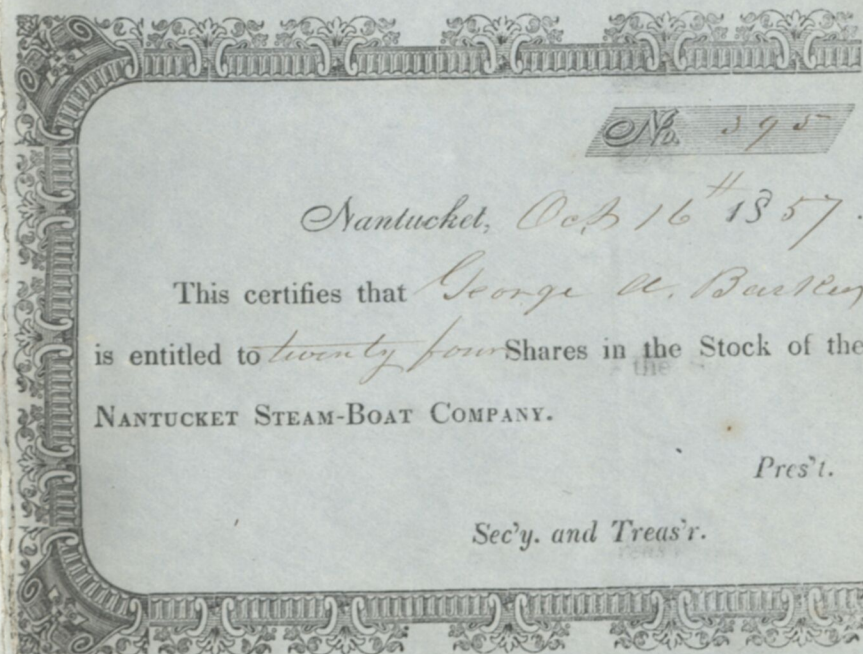 No. 395
Nantucket, Oct 16th 1857
This certifies that George A.
is entitled to twenty four Shares in the Stock of the
NANTUCKET STEAM-BOAT COMPANY.
Pres't.
Sec'y. and Treas'r.